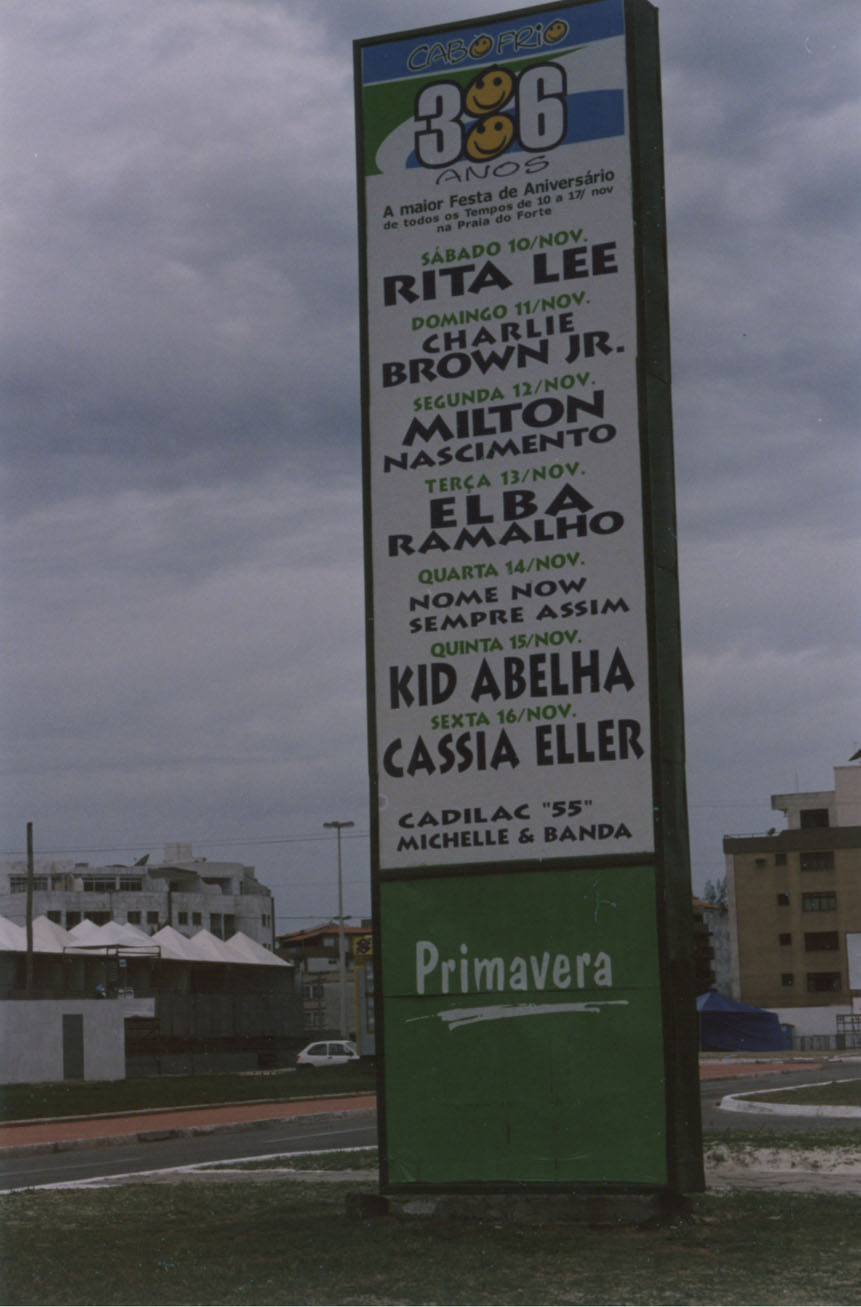 CABO FRIO
386
ANOS
A maior Festa de Aniversário
de todos os Tempos de 10 a 17/ nov
na Praia do Forte
SÁBADO 10/NOV.
RITA LEE
DOMINGO 11/NOV.
CHARLIE
BROWN JR.
SEGUNDA 12/NOV.
MILTON
NASCIMENTO
TERÇA 13/NOV.
ELBA
RAMALHO
QUARTA 14/NOV.
NOME NOW
SEMPRE ASSIM
QUINTA 15/NOV.
KID ABELHA
SEXTA 16/NOV.
CASSIA ELLER
CADILAC "55"
MICHELLE & BANDA
Primavera